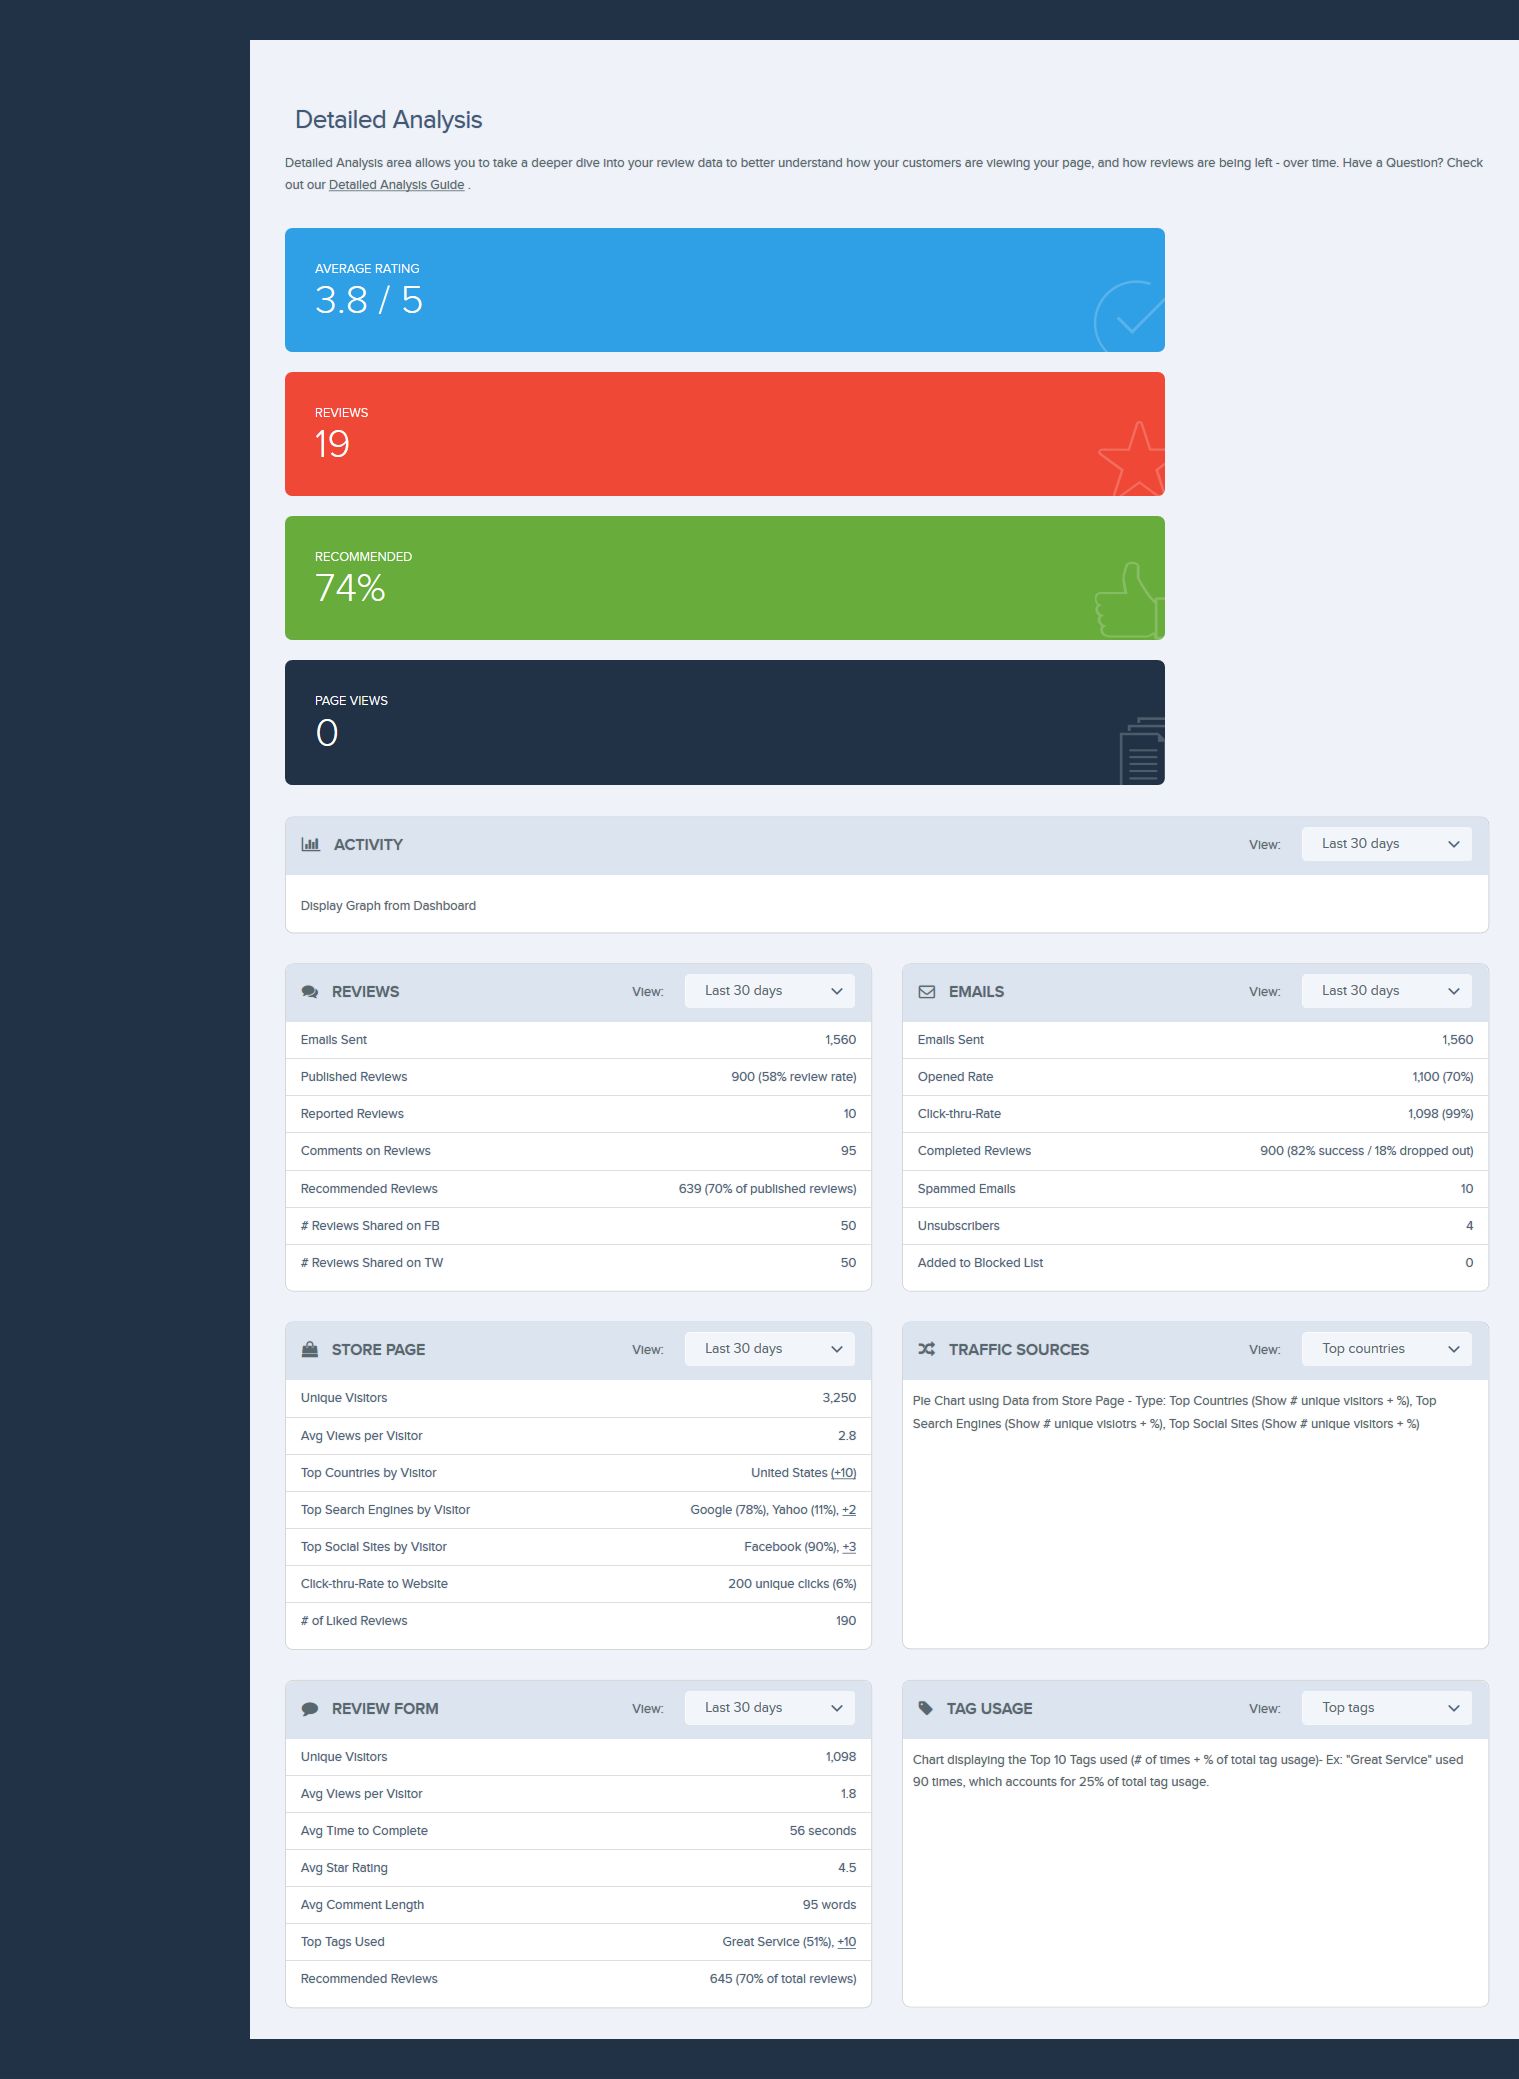 Detailed Analysis
Detailed Analysis area allows you to take a deeper dive into your review data to better understand how your customers are viewing your page, and how reviews are being left - over time. Have a Question? Check
out our Detailed Analysis Guide .
AVERAGE RATING
3.8 / 5
REVIEWS
19
RECOMMENDED
74%
PAGE VIEWS
0
ACTIVITY View: Last 30 days
Display Graph from Dashboard
REVIEWS View: Last 30 days
Emails Sent 1,560
Published Reviews 900 (58% review rate)
Reported Reviews 10
Comments on Reviews 95
Recommended Reviews 639 (70% of published reviews)
# Reviews Shared on FB 50
# Reviews Shared on TW 50
EMAILS View: Last 30 days
Emails Sent 1,560
Opened Rate 1,100 (70%)
Click-thru-Rate 1,098 (99%)
Completed Reviews 900 (82% success / 18% dropped out)
Spammed Emails 10
Unsubscribers 4
Added to Blocked List 0
STORE PAGE View: Last 30 days
Unique Visitors 3,250
Avg Views per Visitor 2.8
Top Countries by Visitor United States (+10)
Top Search Engines by Visitor Google (78%), Yahoo (11%), +2
Top Social Sites by Visitor Facebook (90%), +3
Click-thru-Rate to Website 200 unique clicks (6%)
# of Liked Reviews 190
TRAFFIC SOURCES View: Top countries
Pie Chart using Data from Store Page - Type: Top Countries (Show # unique visitors + %), Top
Search Engines (Show # unique visiotrs + %), Top Social Sites (Show # unique visitors + %)
REVIEW FORM View: Last 30 days
Unique Visitors 1,098
Avg Views per Visitor 1.8
Avg Time to Complete 56 seconds
Avg Star Rating 4.5
Avg Comment Length 95 words
Top Tags Used Great Service (51%), +10
Recommended Reviews 645 (70% of total reviews)
TAG USAGE View: Top tags
Chart displaying the Top 10 Tags used (# of times + % of total tag usage)- Ex: "Great Service" used
90 times, which accounts for 25% of total tag usage.